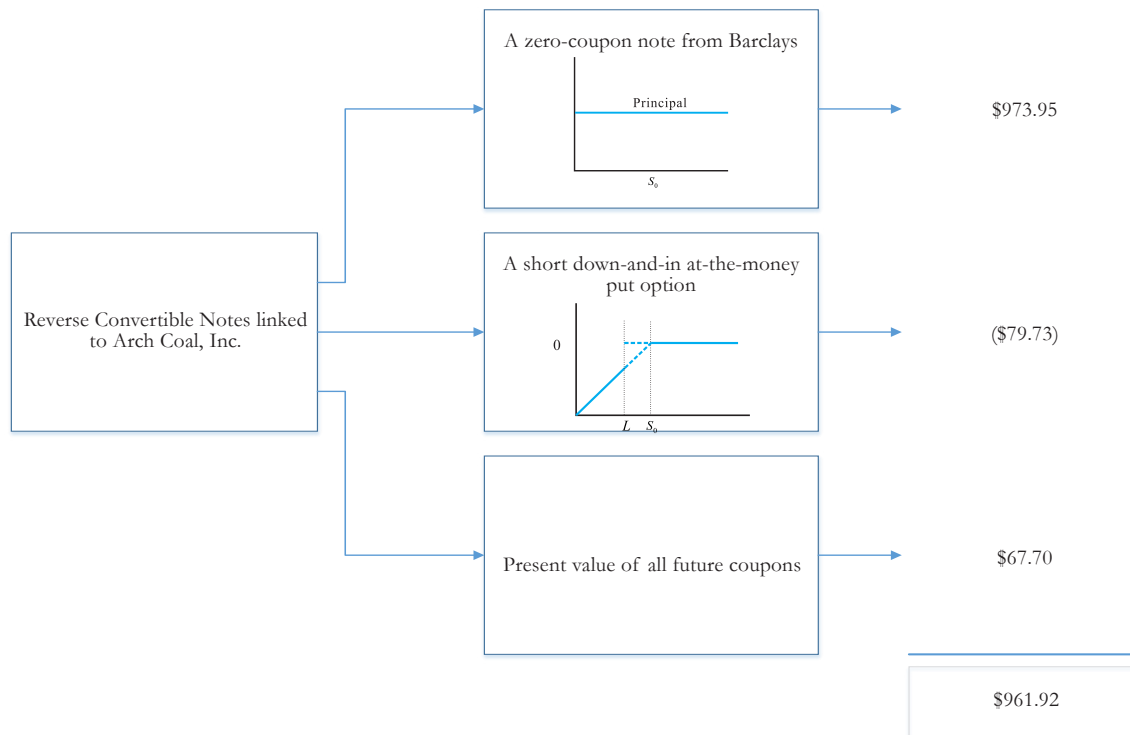 A zero-coupon note from Barclays
Principal
S₀
$973.95
Reverse Convertible Notes linked
to Arch Coal, Inc.
A short down-and-in at-the-money
put option
0
L S₀
($79.73)
Present value of all future coupons
$67.70
$961.92